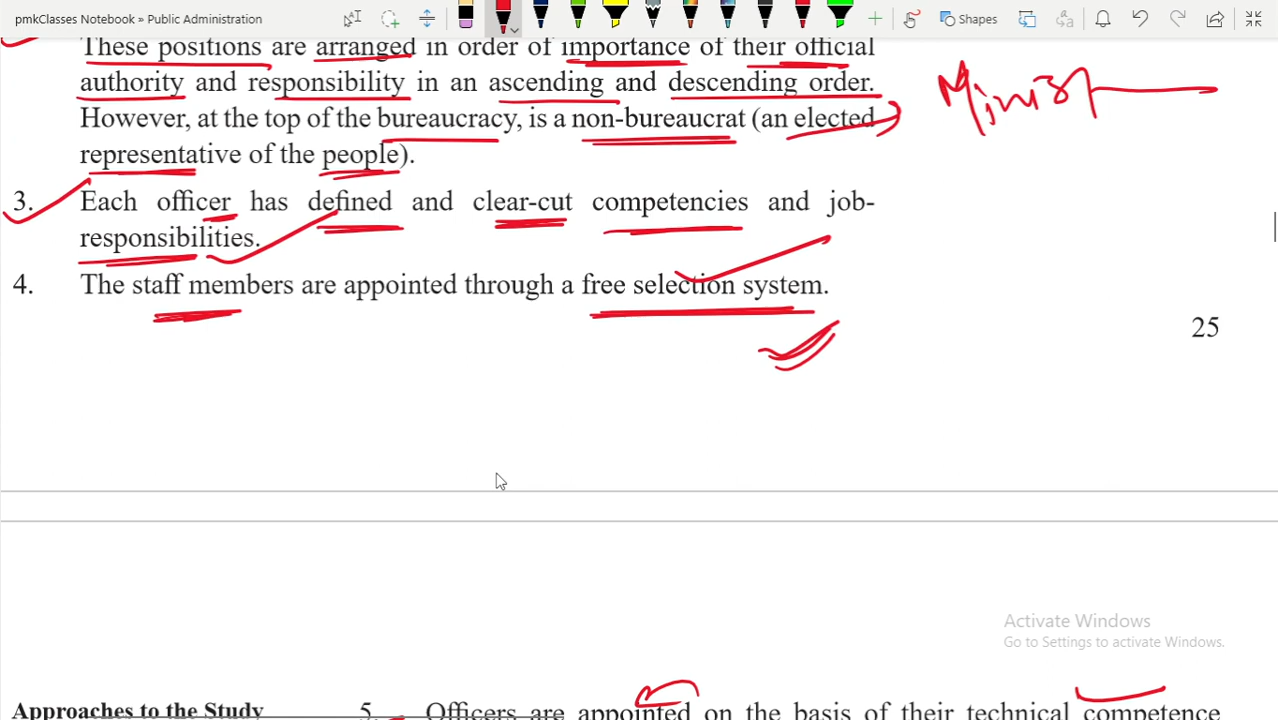 pmkClasses Notebook » Public Administration
Shapes
These positions are arranged in order of importance of their official
authority and responsibility in an ascending and descending order.
However, at the top of the bureaucracy, is a non-bureaucrat (an elected
representative of the people).
3. Each officer has defined and clear-cut competencies and job-
responsibilities.
4. The staff members are appointed through a free selection system.
25
Activate Windows
Go to Settings to activate Windows.
Approaches to the Study
5. Officers are appointed on the basis of their technical competence